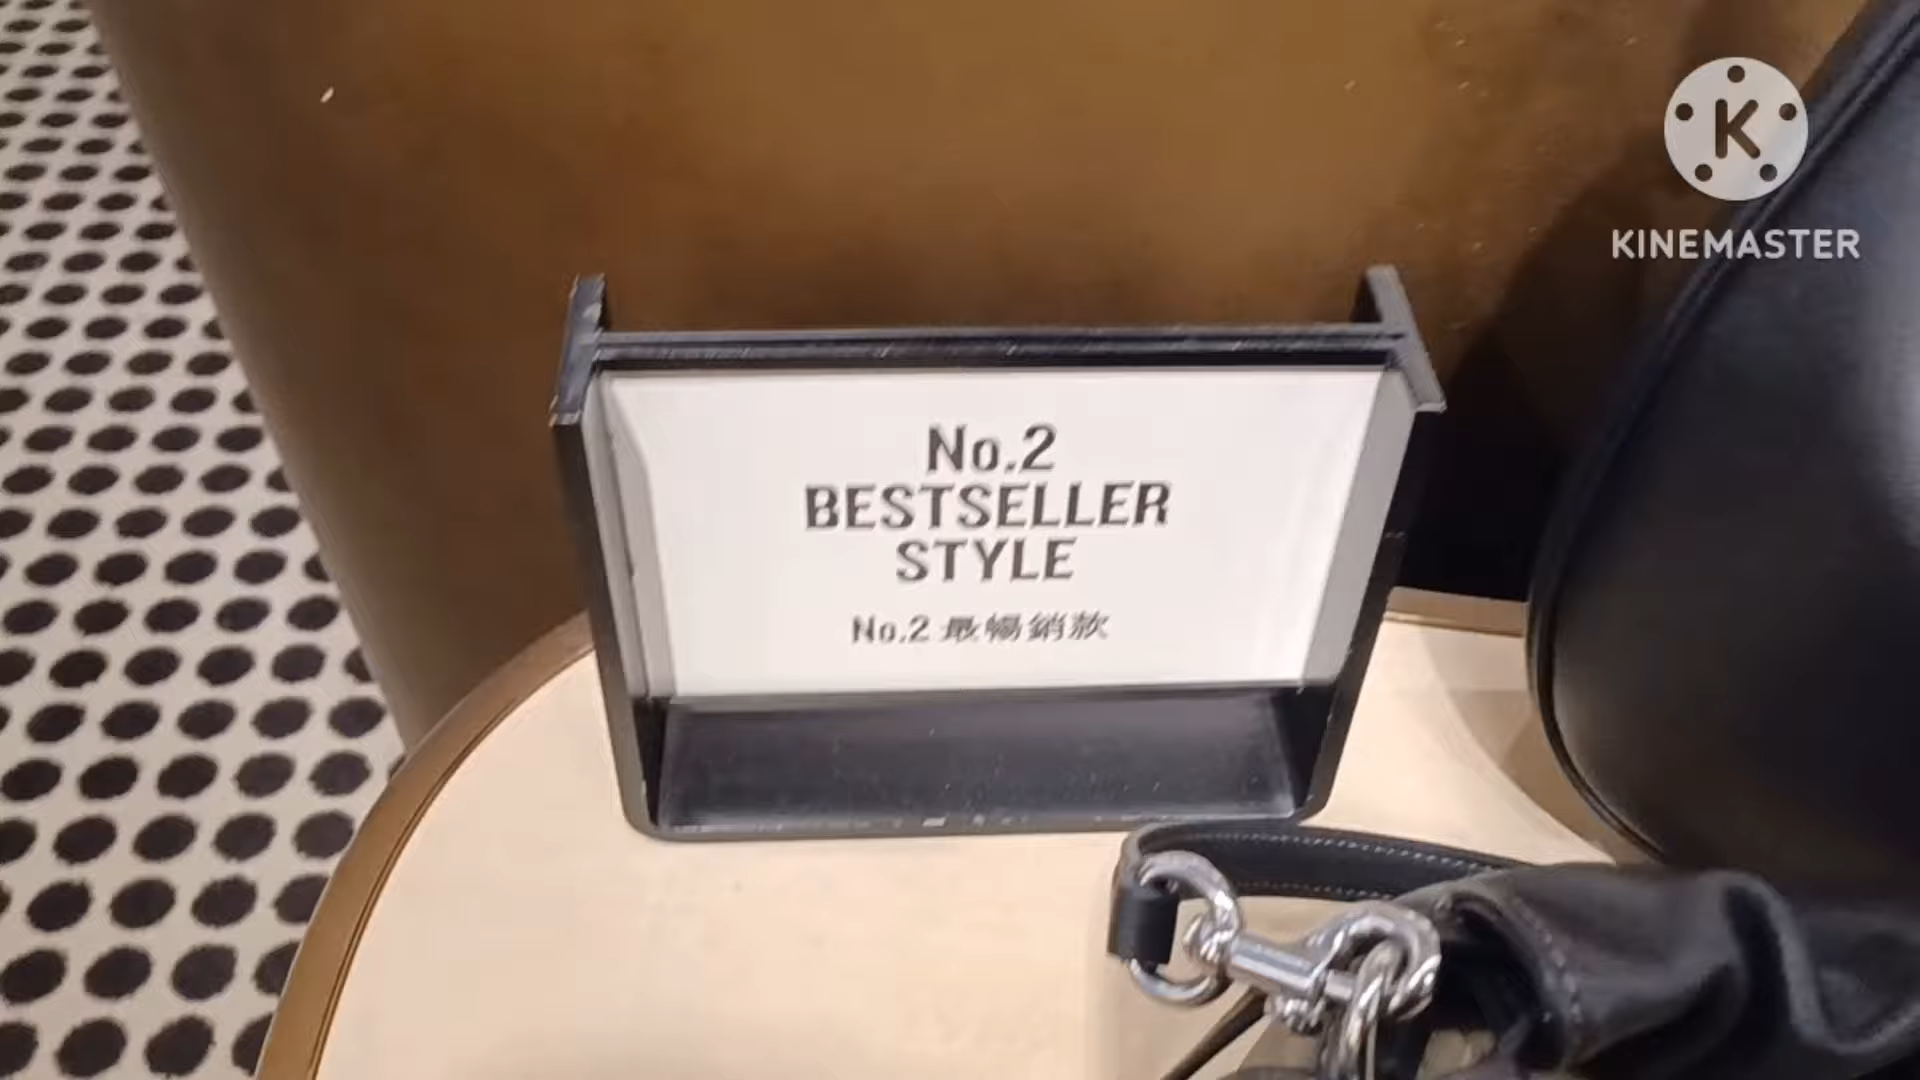 K
KINEMASTER
No.2
BESTSELLER
STYLE
No.2 最暢銷款